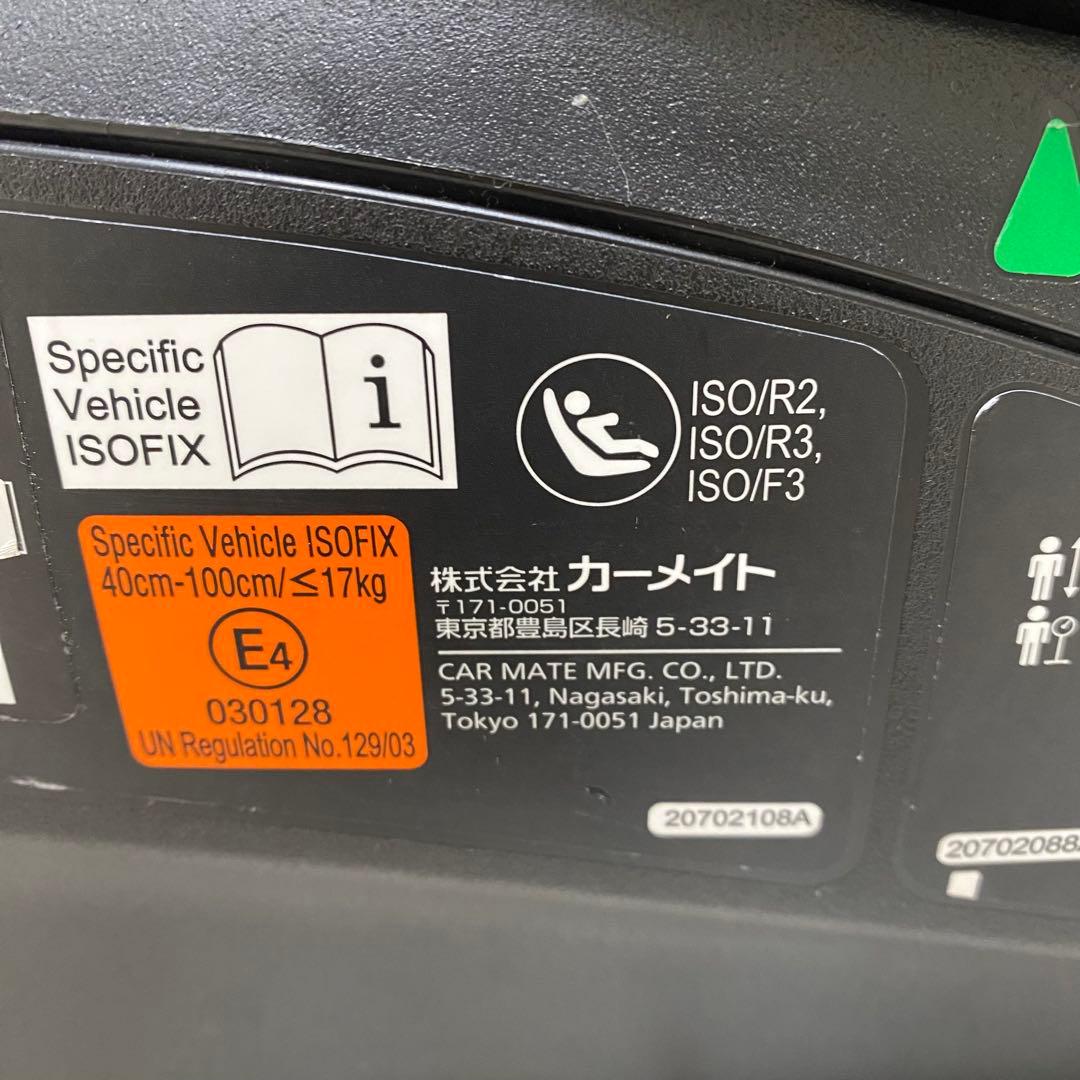 Specific
Vehicle
ISOFIX
i
ISO/R2,
ISO/R3,
ISO/F3
Specific Vehicle ISOFIX
40cm-100cm/≤17kg
E4
030128
UN Regulation No.129/03
株式会社 カーメイト
〒171-0051
東京都豊島区長崎 5-33-11
CAR MATE MFG. CO., LTD.
5-33-11, Nagasaki, Toshima-ku,
Tokyo 171-0051 Japan
20702108A
20702088